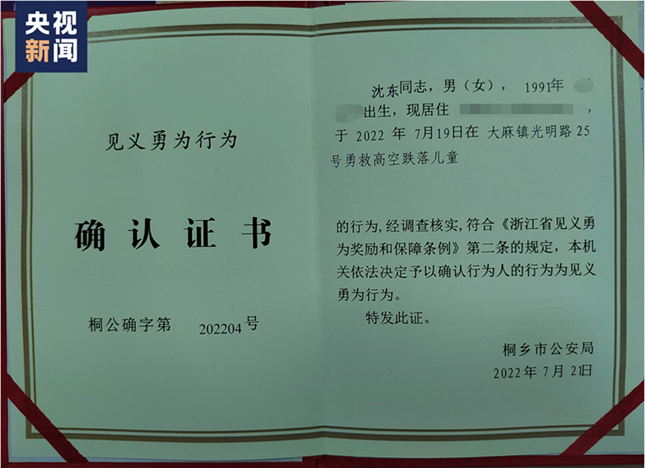 央视
新闻
见义勇为行为
确认证书
桐公确字第 202204号
沈东同志，男（女），1991年
出生，现居住 ，
于 2022 年 7月19日在 大麻镇光明路25
号勇救高空跌落儿童
的行为，经调查核实，符合《浙江省见义勇
为奖励和保障条例》第二条的规定，本机
关依法决定予以确认行为人的行为为见义
勇为行为。
特发此证。
桐乡市公安局
2022年 7月 21日